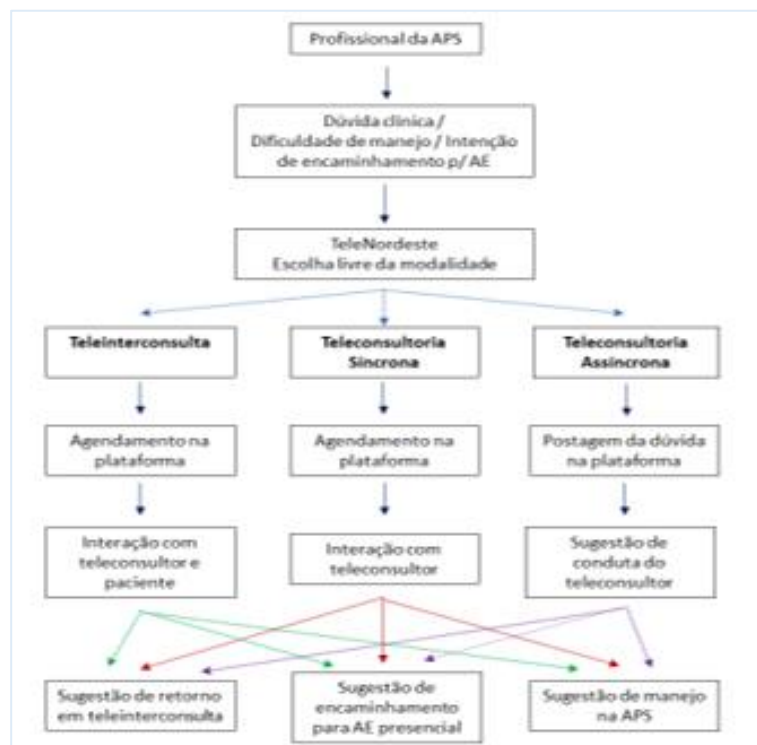 Profissional da APS
Dúvida clínica /
Dificuldade de manejo / Intenção
de encaminhamento p/ AE
TeleNordeste
Escolha livre da modalidade
Teleinterconsulta
Teleconsultoria
Síncrona
Teleconsultoria
Assíncrona
Agendamento na
plataforma
Agendamento na
plataforma
Postagem da dúvida
na plataforma
Interação com
teleconsultor e
paciente
Interação com
teleconsultor
Sugestão de
conduta do
teleconsultor
Sugestão de retorno
em teleinterconsulta
Sugestão de
encaminhamento
para AE presencial
Sugestão de manejo
na APS